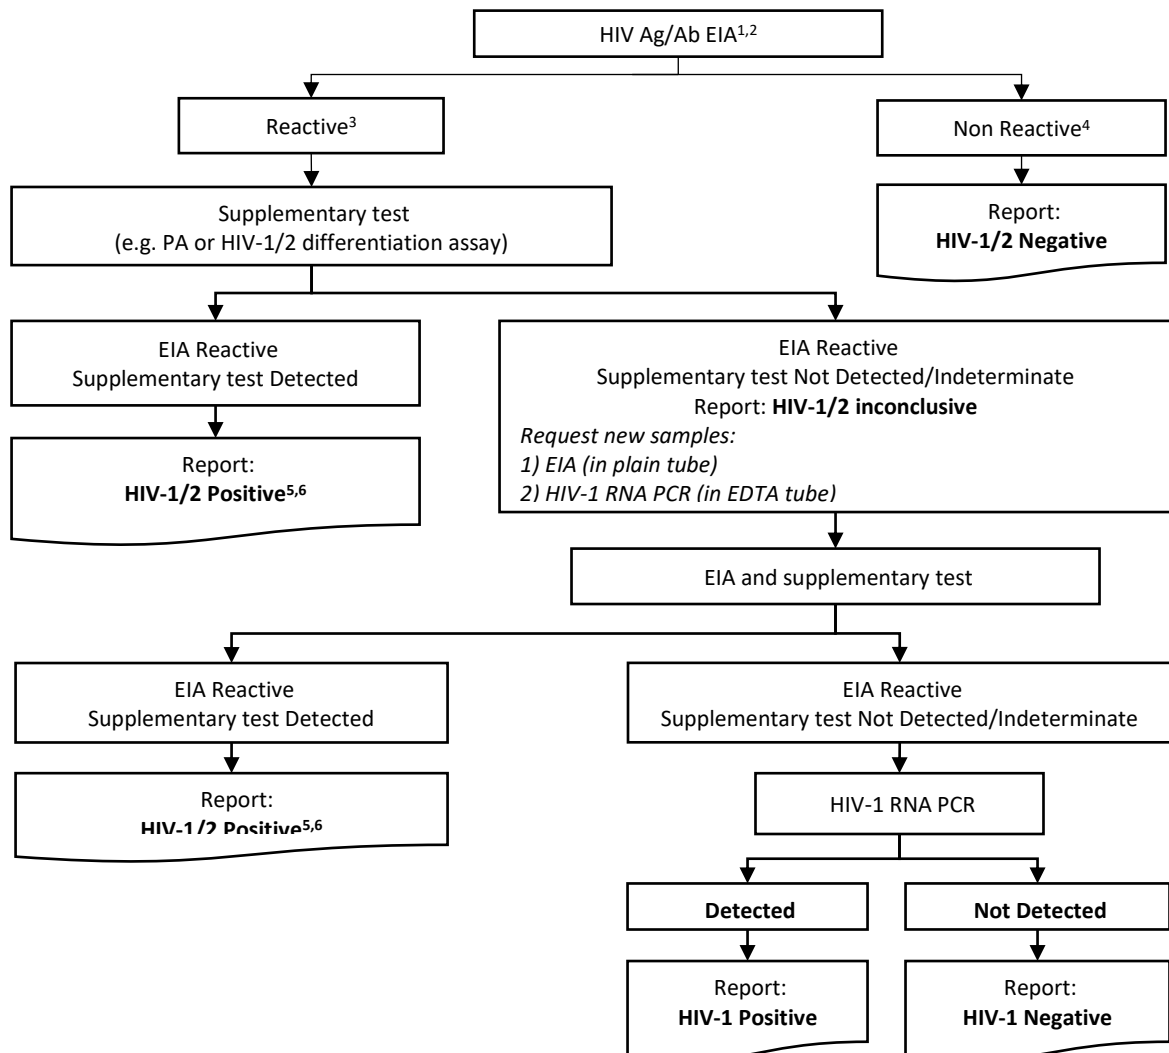 HIV Ag/Ab EIA1,2
Reactive3
Non Reactive4
Supplementary test
(e.g. PA or HIV-1/2 differentiation assay)
Report:
HIV-1/2 Negative
EIA Reactive
Supplementary test Detected
EIA Reactive
Supplementary test Not Detected/Indeterminate
Report: HIV-1/2 inconclusive
Request new samples:
1) EIA (in plain tube)
2) HIV-1 RNA PCR (in EDTA tube)
Report:
HIV-1/2 Positive5,6
EIA and supplementary test
EIA Reactive
Supplementary test Detected
EIA Reactive
Supplementary test Not Detected/Indeterminate
Report:
HIV-1/2 Positive5,6
HIV-1 RNA PCR
Detected
Not Detected
Report:
HIV-1 Positive
Report:
HIV-1 Negative